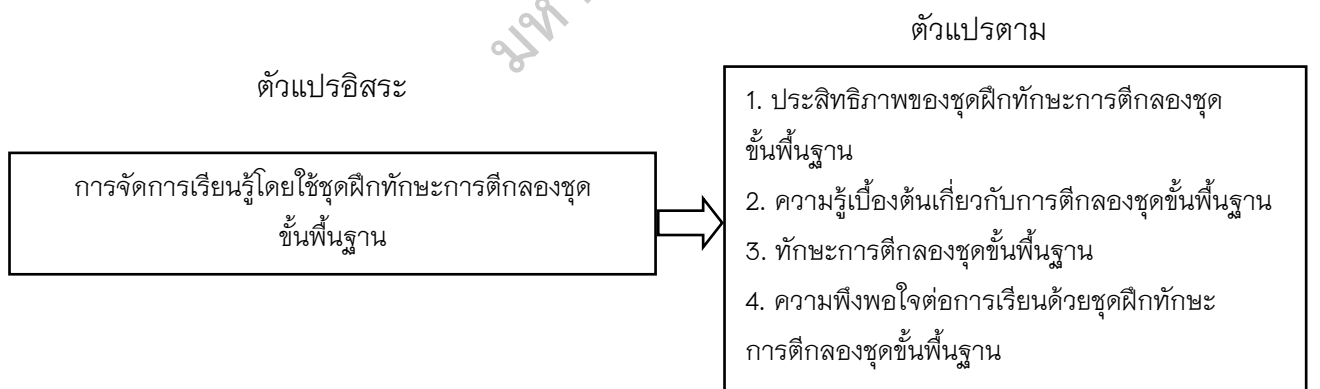 ตัวแปรตาม
ตัวแปรอิสระ
การจัดการเรียนรู้โดยใช้ชุดฝึกทักษะการตีกลองชุด
ขั้นพื้นฐาน
1. ประสิทธิภาพของชุดฝึกทักษะการตีกลองชุด
ขั้นพื้นฐาน
2. ความรู้เบื้องต้นเกี่ยวกับการตีกลองชุดขั้นพื้นฐาน
3. ทักษะการตีกลองชุดขั้นพื้นฐาน
4. ความพึงพอใจต่อการเรียนด้วยชุดฝึกทักษะ
การตีกลองชุดขั้นพื้นฐาน